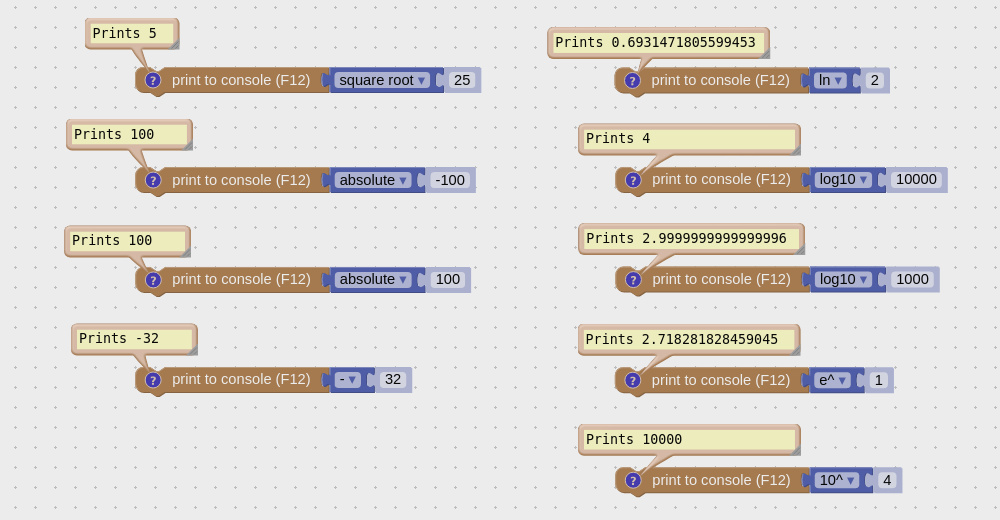 Prints 5
? print to console (F12) square root ▾ 25
Prints 100
? print to console (F12) absolute ▾ -100
Prints 100
? print to console (F12) absolute ▾ 100
Prints -32
? print to console (F12) - ▾ 32
Prints 0.6931471805599453
? print to console (F12) ln ▾ 2
Prints 4
? print to console (F12) log10 ▾ 10000
Prints 2.9999999999999996
? print to console (F12) log10 ▾ 1000
Prints 2.718281828459045
? print to console (F12) e^ ▾ 1
Prints 10000
? print to console (F12) 10^ ▾ 4